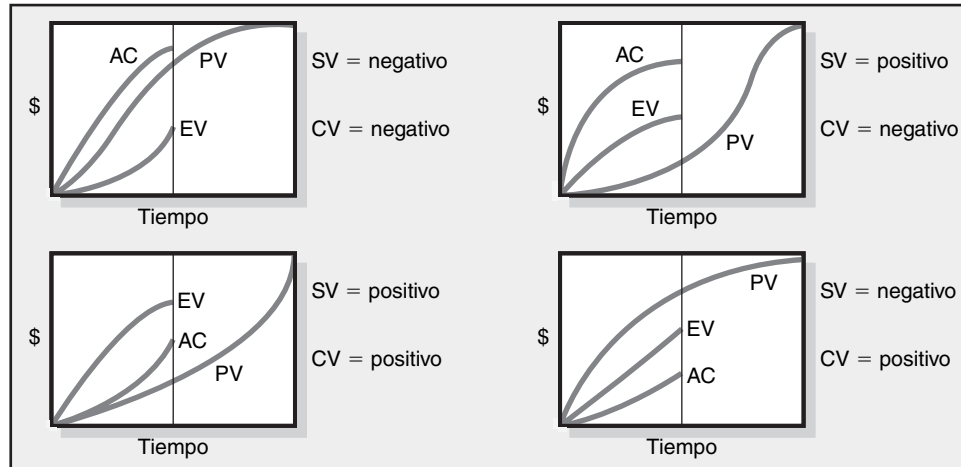 AC
PV
EV
$
Tiempo
SV = negativo
CV = negativo
AC
EV
PV
$
Tiempo
SV = positivo
CV = negativo
EV
AC
PV
$
Tiempo
SV = positivo
CV = positivo
PV
EV
AC
$
Tiempo
SV = negativo
CV = positivo